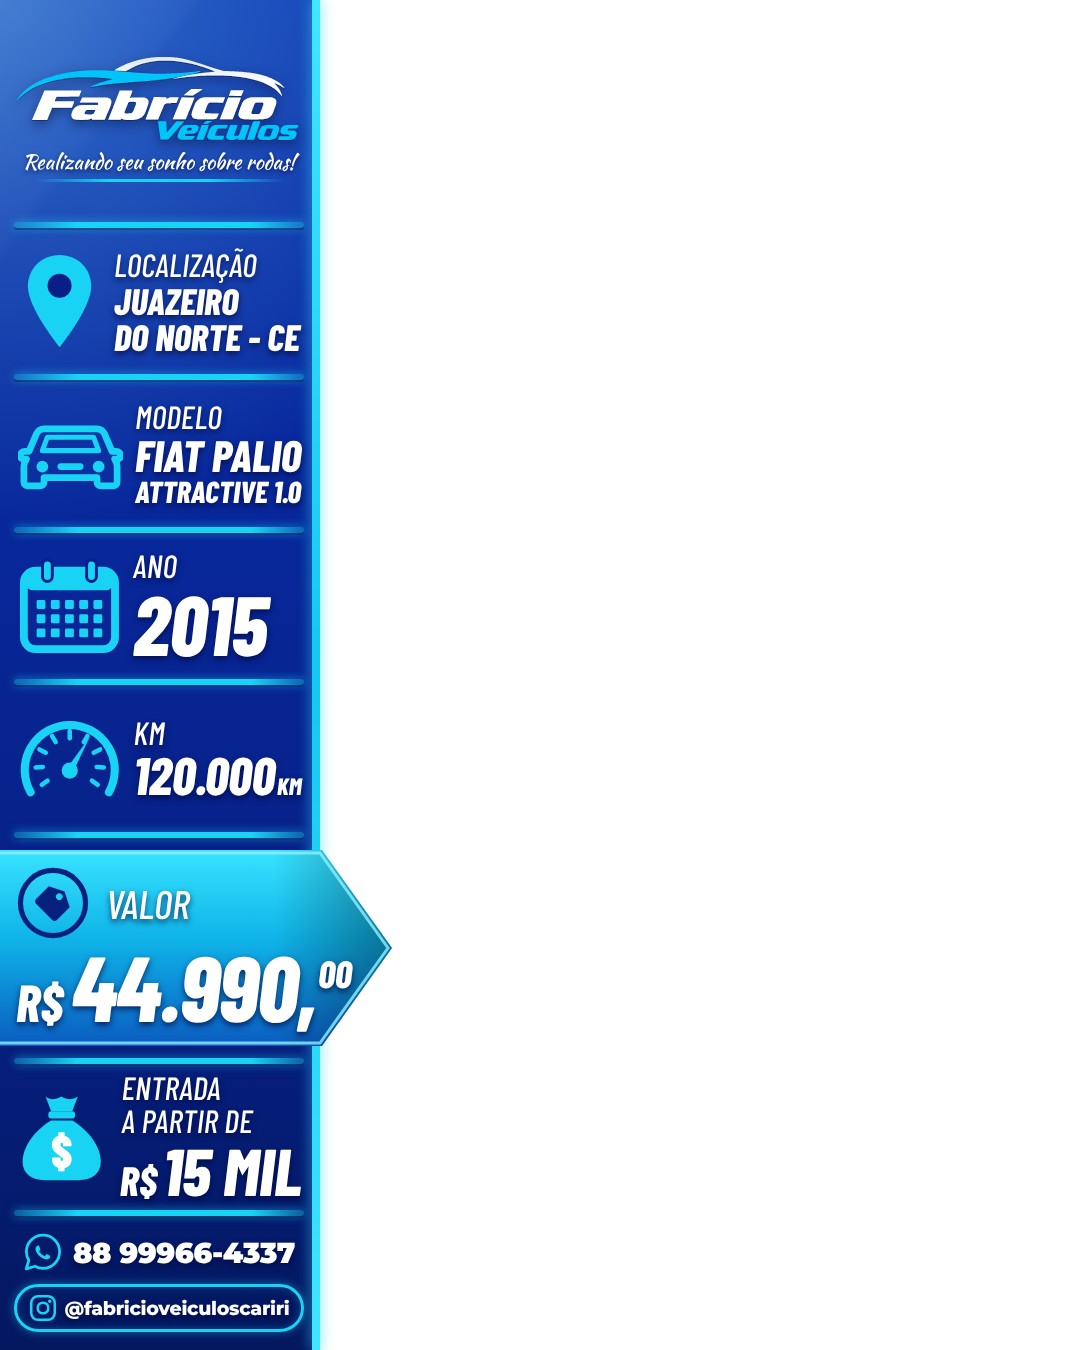 Fabrício
Veículos
Realizando seu sonho sobre rodas!
LOCALIZAÇÃO
JUAZEIRO
DO NORTE - CE
MODELO
FIAT PALIO
ATTRACTIVE 1.0
ANO
2015
KM
120.000KM
VALOR
R$ 44.990,00
ENTRADA
A PARTIR DE
R$ 15 MIL
88 99966-4337
@fabricioveiculoscariri